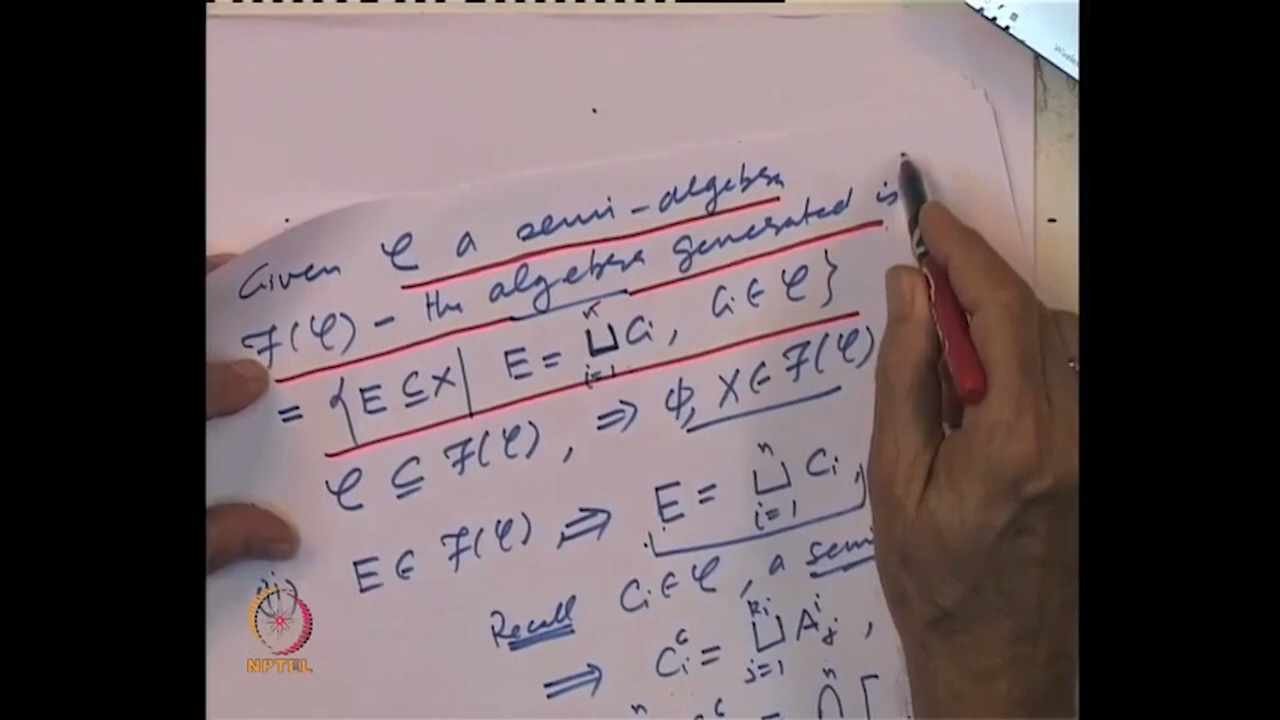 Given 𝒞 a semi-algebra
ℱ(𝒞) - the algebra generated is
= {E ⊆ X | E = ⊔ᵢ₌₁ⁿ Cᵢ, Cᵢ ∈ 𝒞}
𝒞 ⊆ ℱ(𝒞), ⇒ ϕ, X ∈ ℱ(𝒞)
(ii) E ∈ ℱ(𝒞), ⇒ E = ⊔ᵢ₌₁ⁿ Cᵢ,
Recall Cᵢ ∈ 𝒞, a semi
⇒ Cᵢᶜ = ⊔ⱼ₌₁^{kᵢ} Aⱼⁱ,
NPTEL